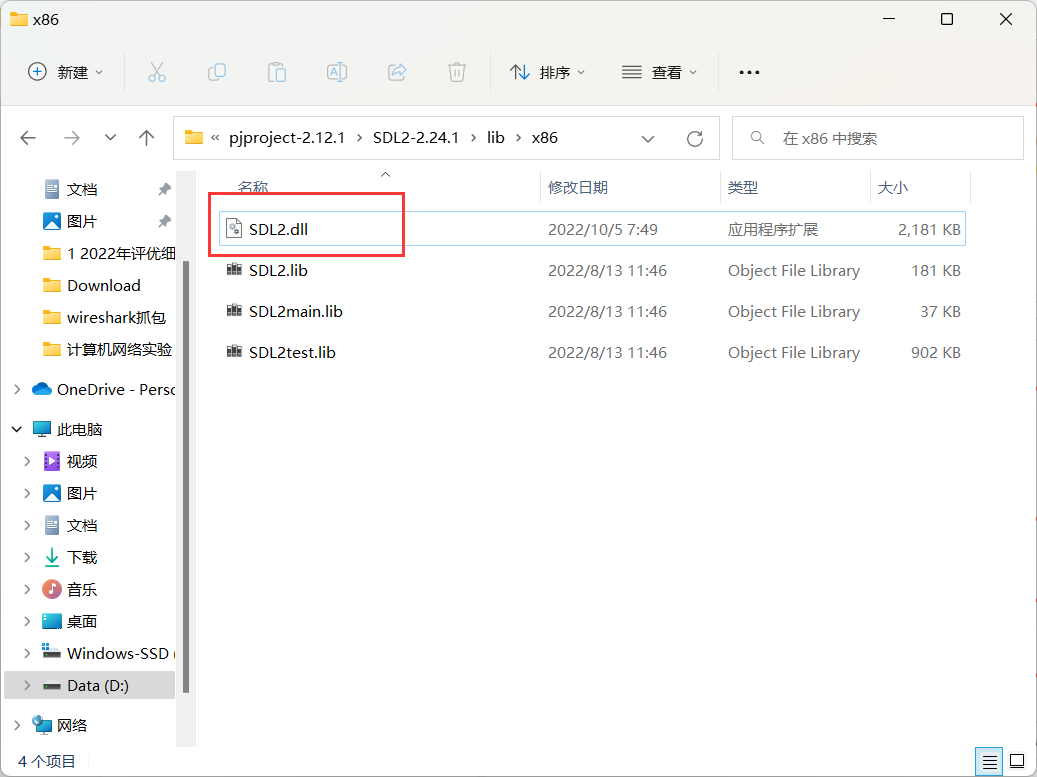 x86
新建
排序
查看
« pjproject-2.12.1 › SDL2-2.24.1 › lib › x86
在 x86 中搜索
文档
图片
1 2022年评优细
Download
wireshark抓包
计算机网络实验
OneDrive - Perso
此电脑
视频
图片
文档
下载
音乐
桌面
Windows-SSD (
Data (D:)
网络
名称 修改日期 类型 大小
SDL2.dll 2022/10/5 7:49 应用程序扩展 2,181 KB
SDL2.lib 2022/8/13 11:46 Object File Library 181 KB
SDL2main.lib 2022/8/13 11:46 Object File Library 37 KB
SDL2test.lib 2022/8/13 11:46 Object File Library 902 KB
4 个项目